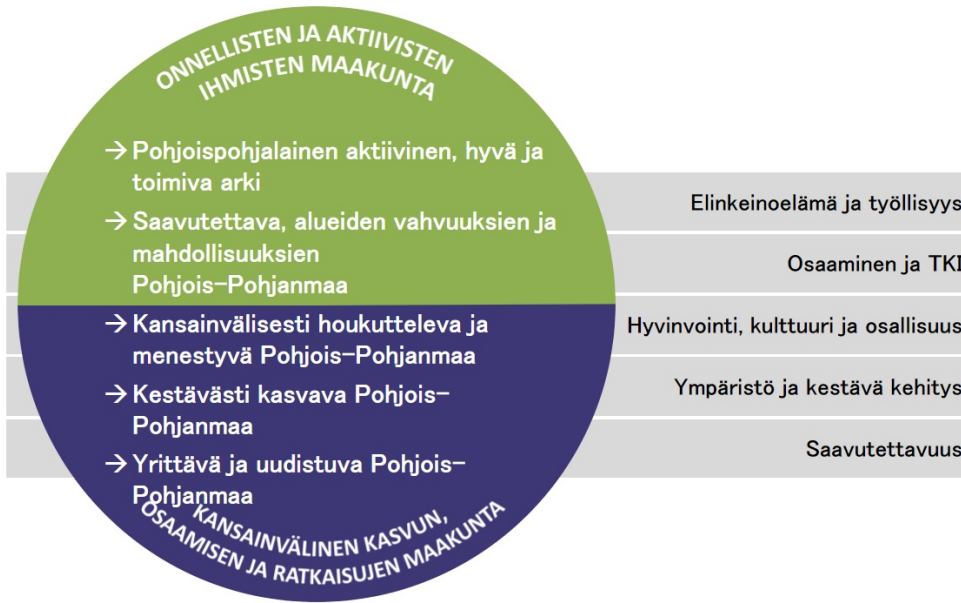 ONNELLISTEN JA AKTIIVISTEN
IHMISTEN MAAKUNTA
→ Pohjoispohjalainen aktiivinen, hyvä ja
toimiva arki
→ Saavutettava, alueiden vahvuuksien ja
mahdollisuuksien
Pohjois-Pohjanmaa
→ Kansainvälisesti houkutteleva ja
menestyvä Pohjois-Pohjanmaa
→ Kestävästi kasvava Pohjois-
Pohjanmaa
→ Yrittävä ja uudistuva Pohjois-
Pohjanmaa
KANSAINVÄLINEN KASVUN,
OSAAMISEN JA RATKAISUJEN MAAKUNTA
Elinkeinoelämä ja työllisyys
Osaaminen ja TKI
Hyvinvointi, kulttuuri ja osallisuus
Ympäristö ja kestävä kehitys
Saavutettavuus